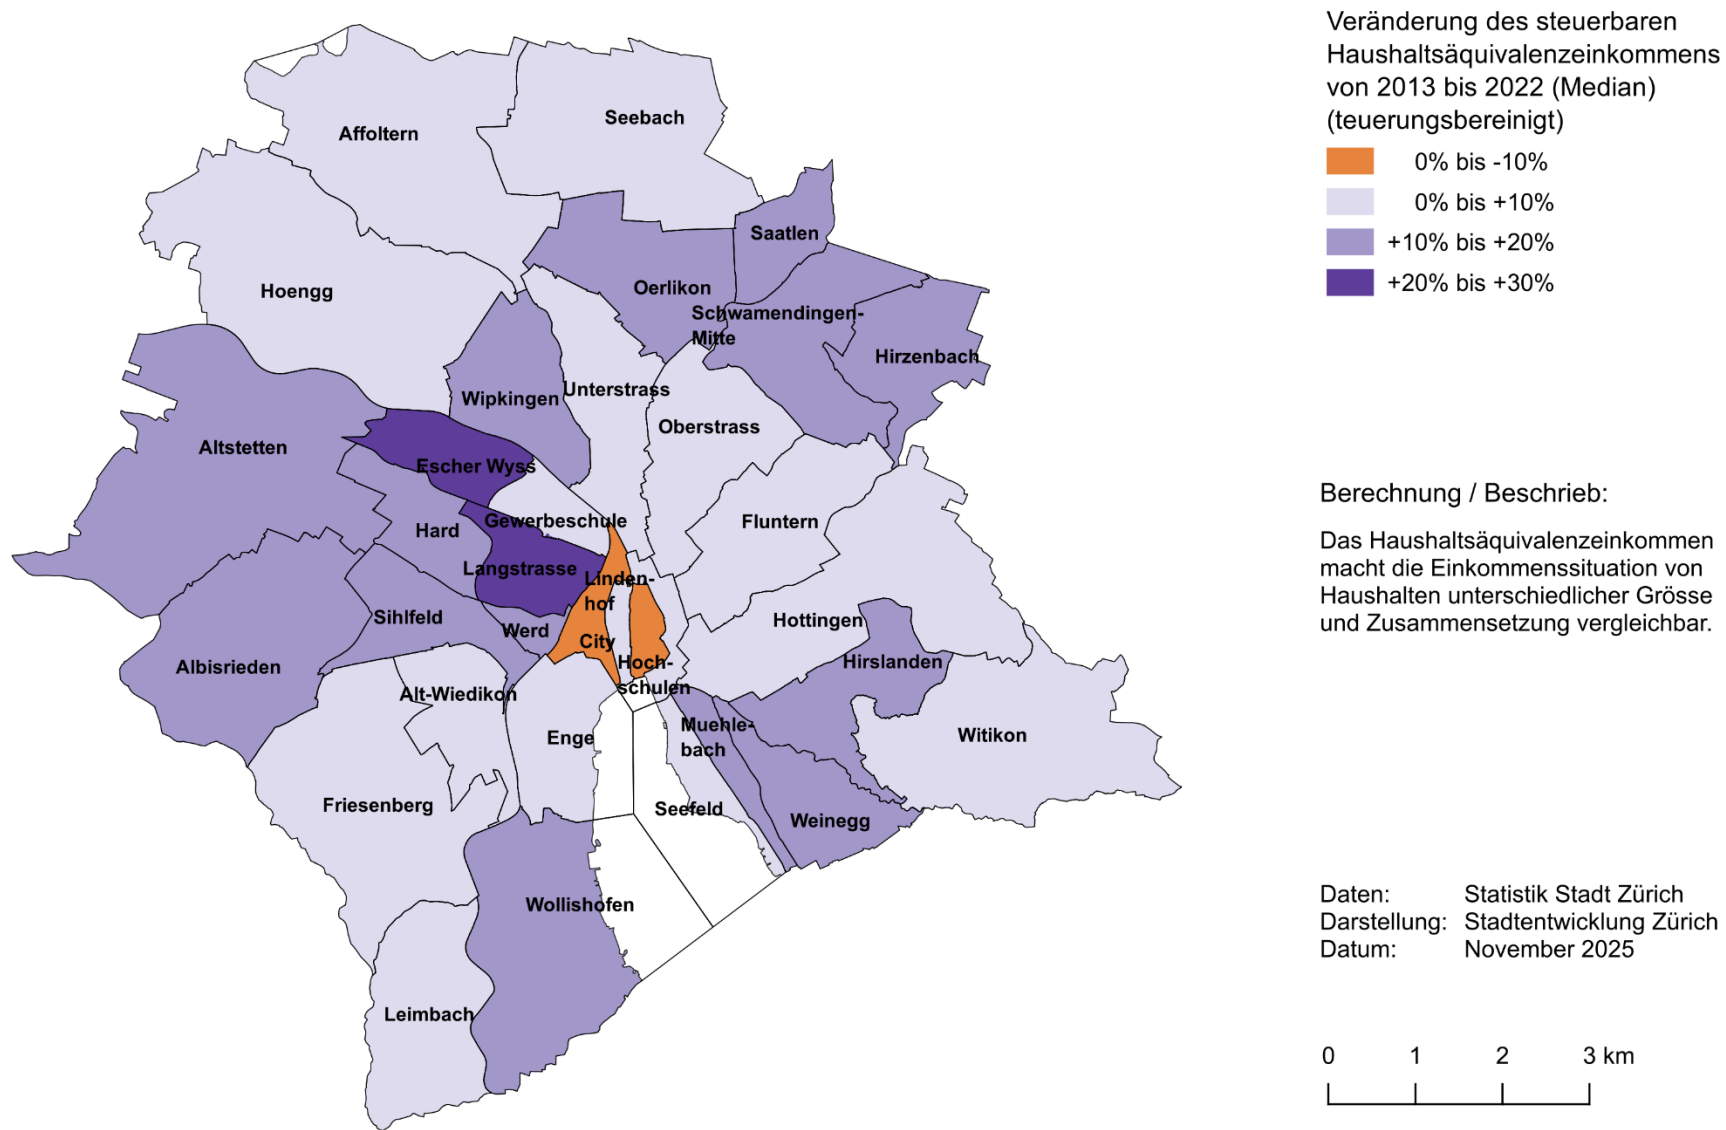 Veränderung des steuerbaren
Haushaltsäquivalenzeinkommens
von 2013 bis 2022 (Median)
(teuerungsbereinigt)
0% bis -10%
0% bis +10%
+10% bis +20%
+20% bis +30%
Seebach
Affoltern
Saatlen
Oerlikon
Hoengg
Schwamendingen-
Mitte
Hirzenbach
Unterstrass
Wipkingen
Oberstrass
Altstetten
Escher Wyss
Gewerbeschule
Fluntern
Hard
Langstrasse
Linden-
hof
Sihlfeld
Werd
City
Hottingen
Hirslanden
Albisrieden
Hoch-
schulen
Alt-Wiedikon
Enge
Muehle-
bach
Witikon
Friesenberg
Seefeld
Weinegg
Wollishofen
Leimbach
Berechnung / Beschrieb:
Das Haushaltsäquivalenzeinkommen
macht die Einkommenssituation von
Haushalten unterschiedlicher Grösse
und Zusammensetzung vergleichbar.
Daten: Statistik Stadt Zürich
Darstellung: Stadtentwicklung Zürich
Datum: November 2025
0 1 2 3 km